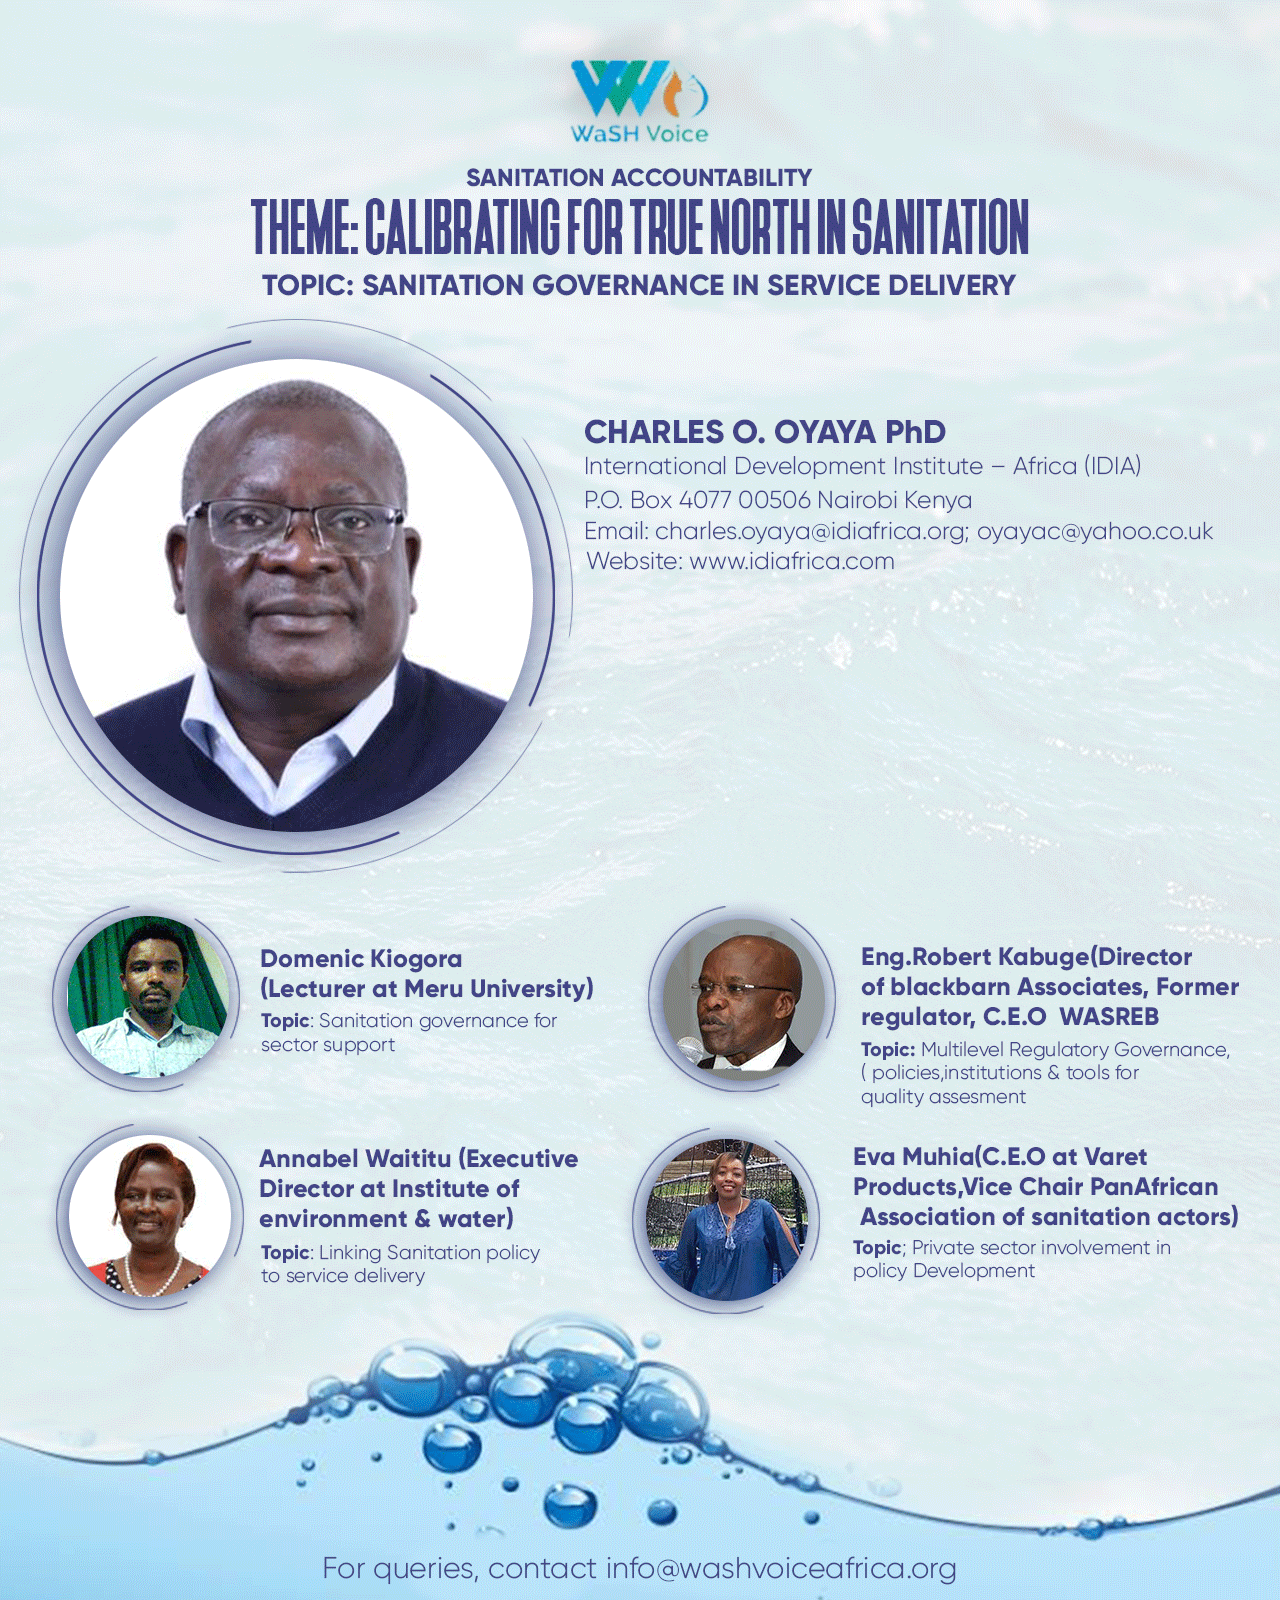 WaSH Voice
SANITATION ACCOUNTABILITY
THEME: CALIBRATING FOR TRUE NORTH IN SANITATION
TOPIC: SANITATION GOVERNANCE IN SERVICE DELIVERY
CHARLES O. OYAYA PhD
International Development Institute – Africa (IDIA)
P.O. Box 4077 00506 Nairobi Kenya
Email: charles.oyaya@idiafrica.org; oyayac@yahoo.co.uk
Website: www.idiafrica.com
Domenic Kiogora
(Lecturer at Meru University)
Topic: Sanitation governance for
sector support
Eng.Robert Kabuge(Director
of blackbarn Associates, Former
regulator, C.E.O WASREB
Topic: Multilevel Regulatory Governance,
( policies,institutions & tools for
quality assesment
Annabel Waititu (Executive
Director at Institute of
environment & water)
Topic: Linking Sanitation policy
to service delivery
Eva Muhia(C.E.O at Varet
Products,Vice Chair PanAfrican
Association of sanitation actors)
Topic; Private sector involvement in
policy Development
For queries, contact info@washvoiceafrica.org